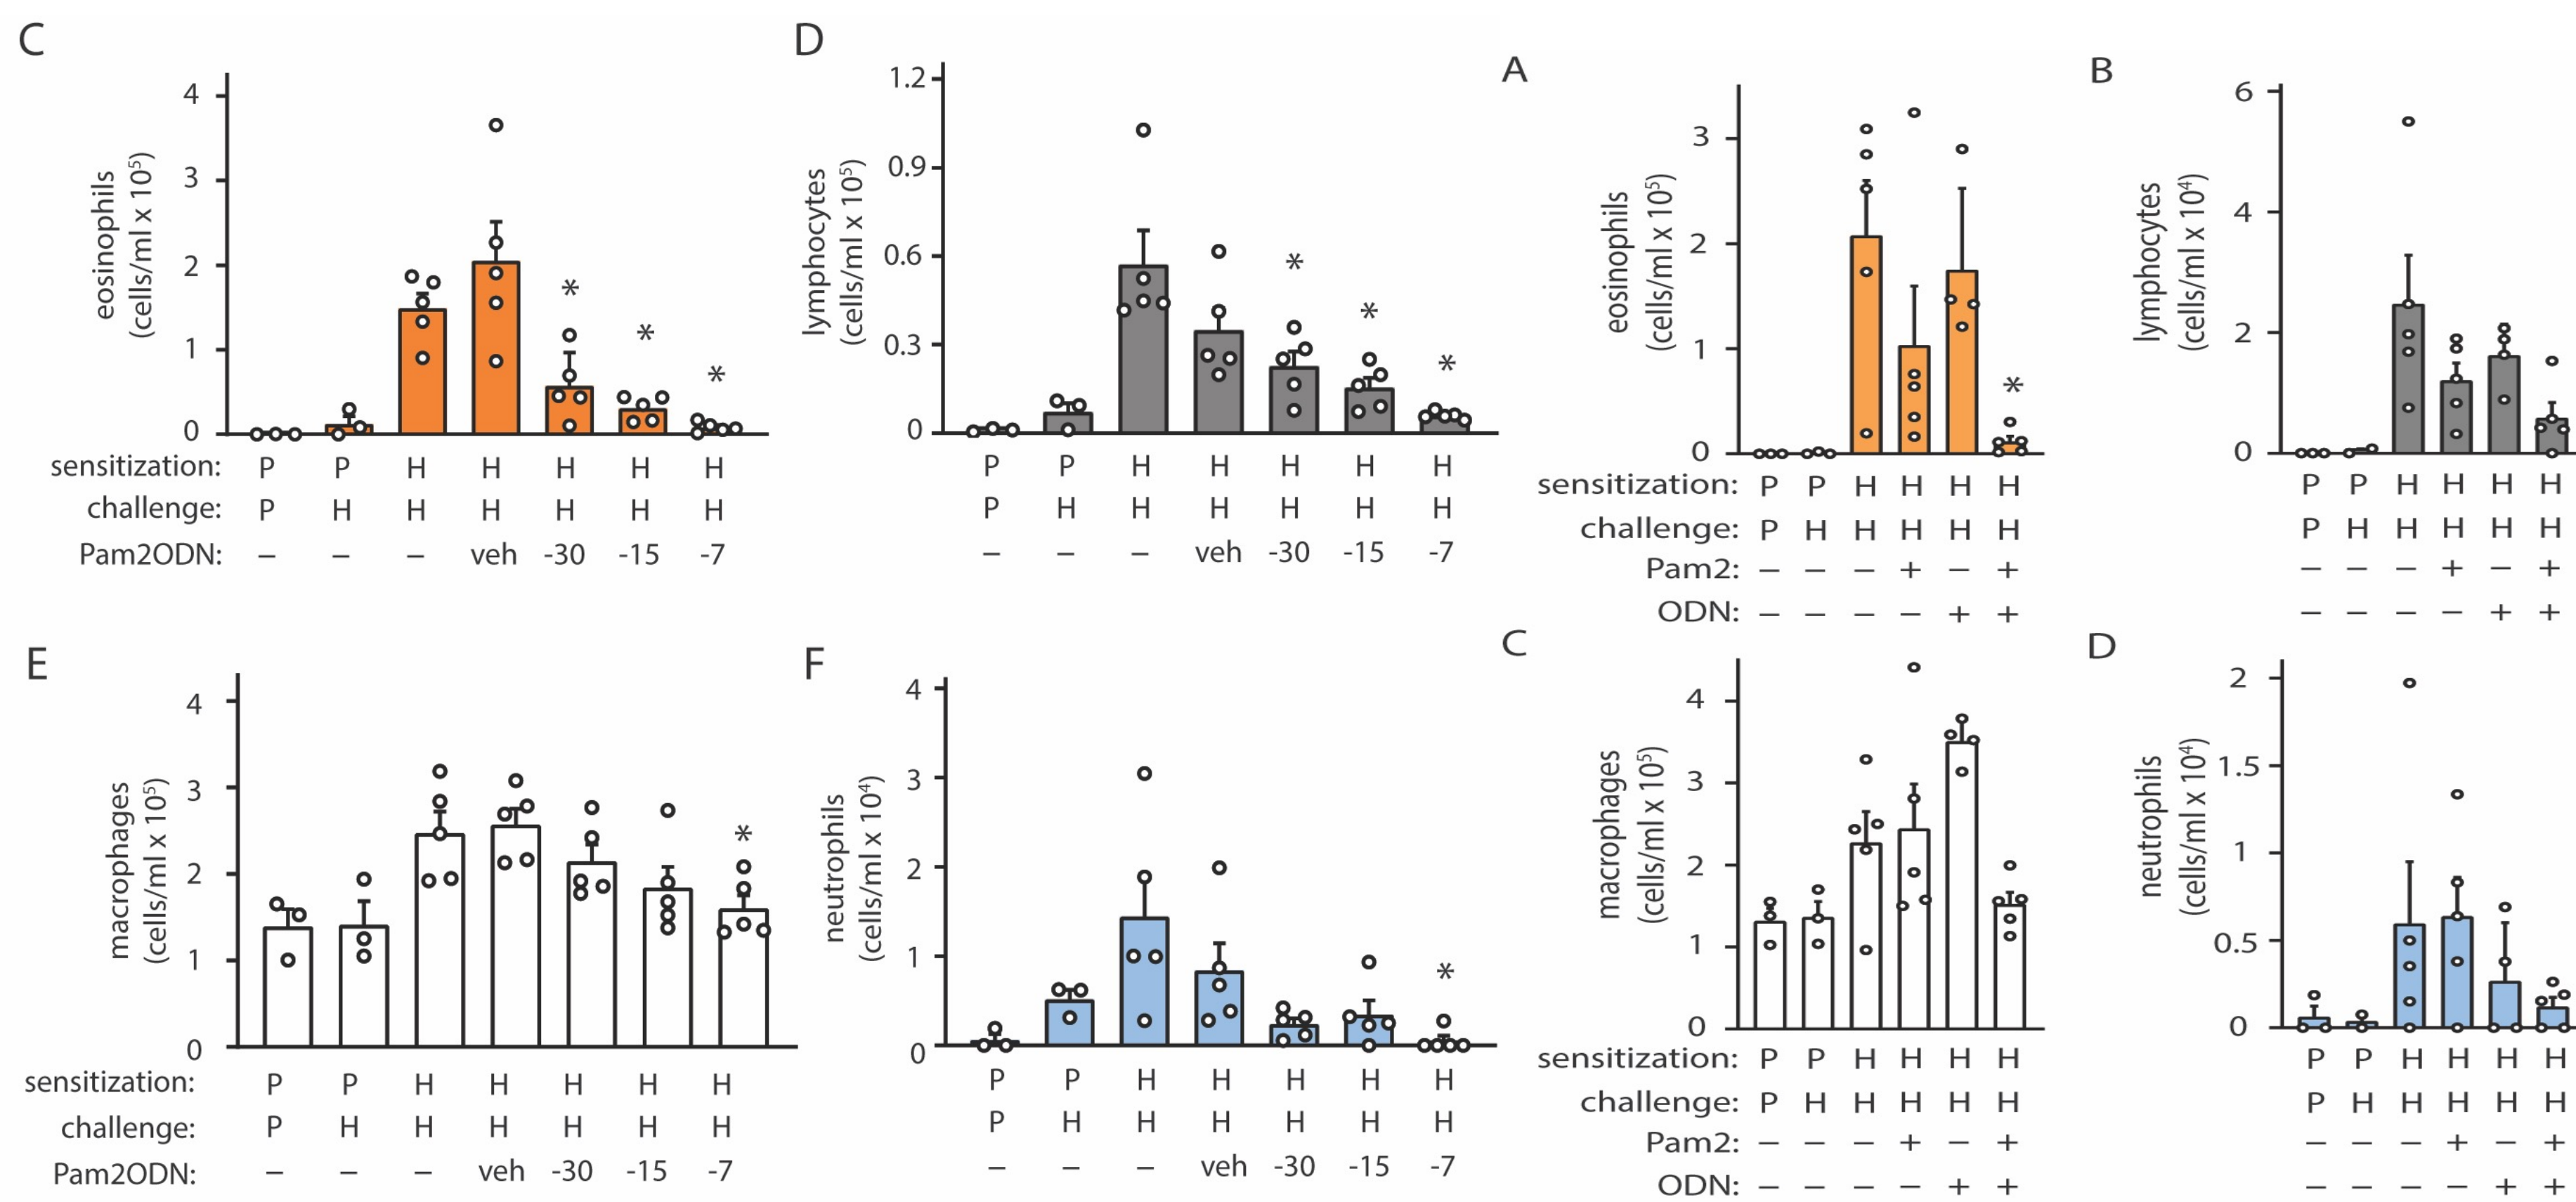 C
eosinophils
(cells/ml x 10⁵)
4
3
2
1
0
*
*
*
sensitization: P P H H H H H
challenge: P H H H H H H
Pam2ODN: – – – veh -30 -15 -7
D
lymphocytes
(cells/ml x 10⁵)
1.2
0.9
0.6
0.3
0
*
*
*
P P H H H H H
P H H H H H H
– – – veh -30 -15 -7
A
eosinophils
(cells/ml x 10⁵)
3
2
1
0
*
sensitization: P P H H H H
challenge: P H H H H H
Pam2: – – – + – +
ODN: – – – – + +
B
lymphocytes
(cells/ml x 10⁴)
6
4
2
0
P P H H H H
P H H H H H
– – – + – +
– – – – + +
E
macrophages
(cells/ml x 10⁵)
4
3
2
1
0
*
sensitization: P P H H H H H
challenge: P H H H H H H
Pam2ODN: – – – veh -30 -15 -7
F
neutrophils
(cells/ml x 10⁴)
4
3
2
1
0
*
P P H H H H H
P H H H H H H
– – – veh -30 -15 -7
C
macrophages
(cells/ml x 10⁵)
4
3
2
1
0
sensitization: P P H H H H
challenge: P H H H H H
Pam2: – – – + – +
ODN: – – – – + +
D
neutrophils
(cells/ml x 10⁴)
2
1.5
1
0.5
0
P P H H H H
P H H H H H
– – – + – +
– – – – + +